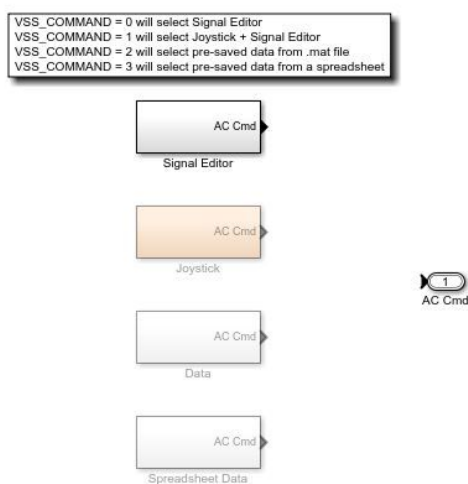 VSS_COMMAND = 0 will select Signal Editor
VSS_COMMAND = 1 will select Joystick + Signal Editor
VSS_COMMAND = 2 will select pre-saved data from .mat file
VSS_COMMAND = 3 will select pre-saved data from a spreadsheet
AC Cmd
Signal Editor
AC Cmd
Joystick
1
AC Cmd
AC Cmd
Data
AC Cmd
Spreadsheet Data